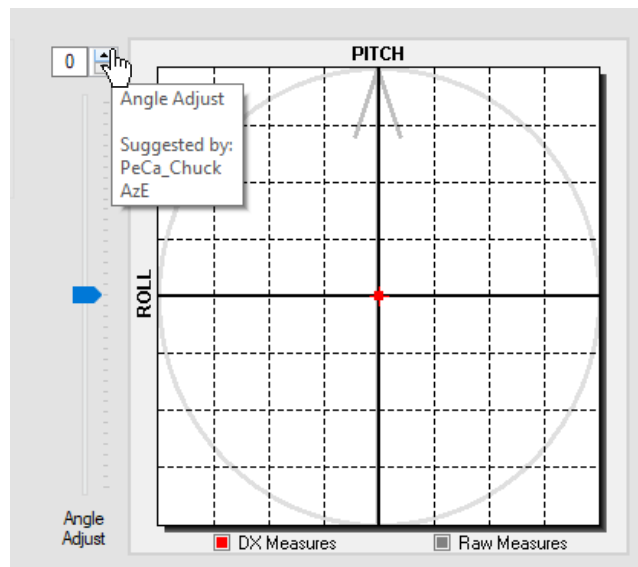 0
PITCH
Angle Adjust
Suggested by:
PeCa_Chuck
AzE
ROLL
Angle
Adjust
DX Measures
Raw Measures